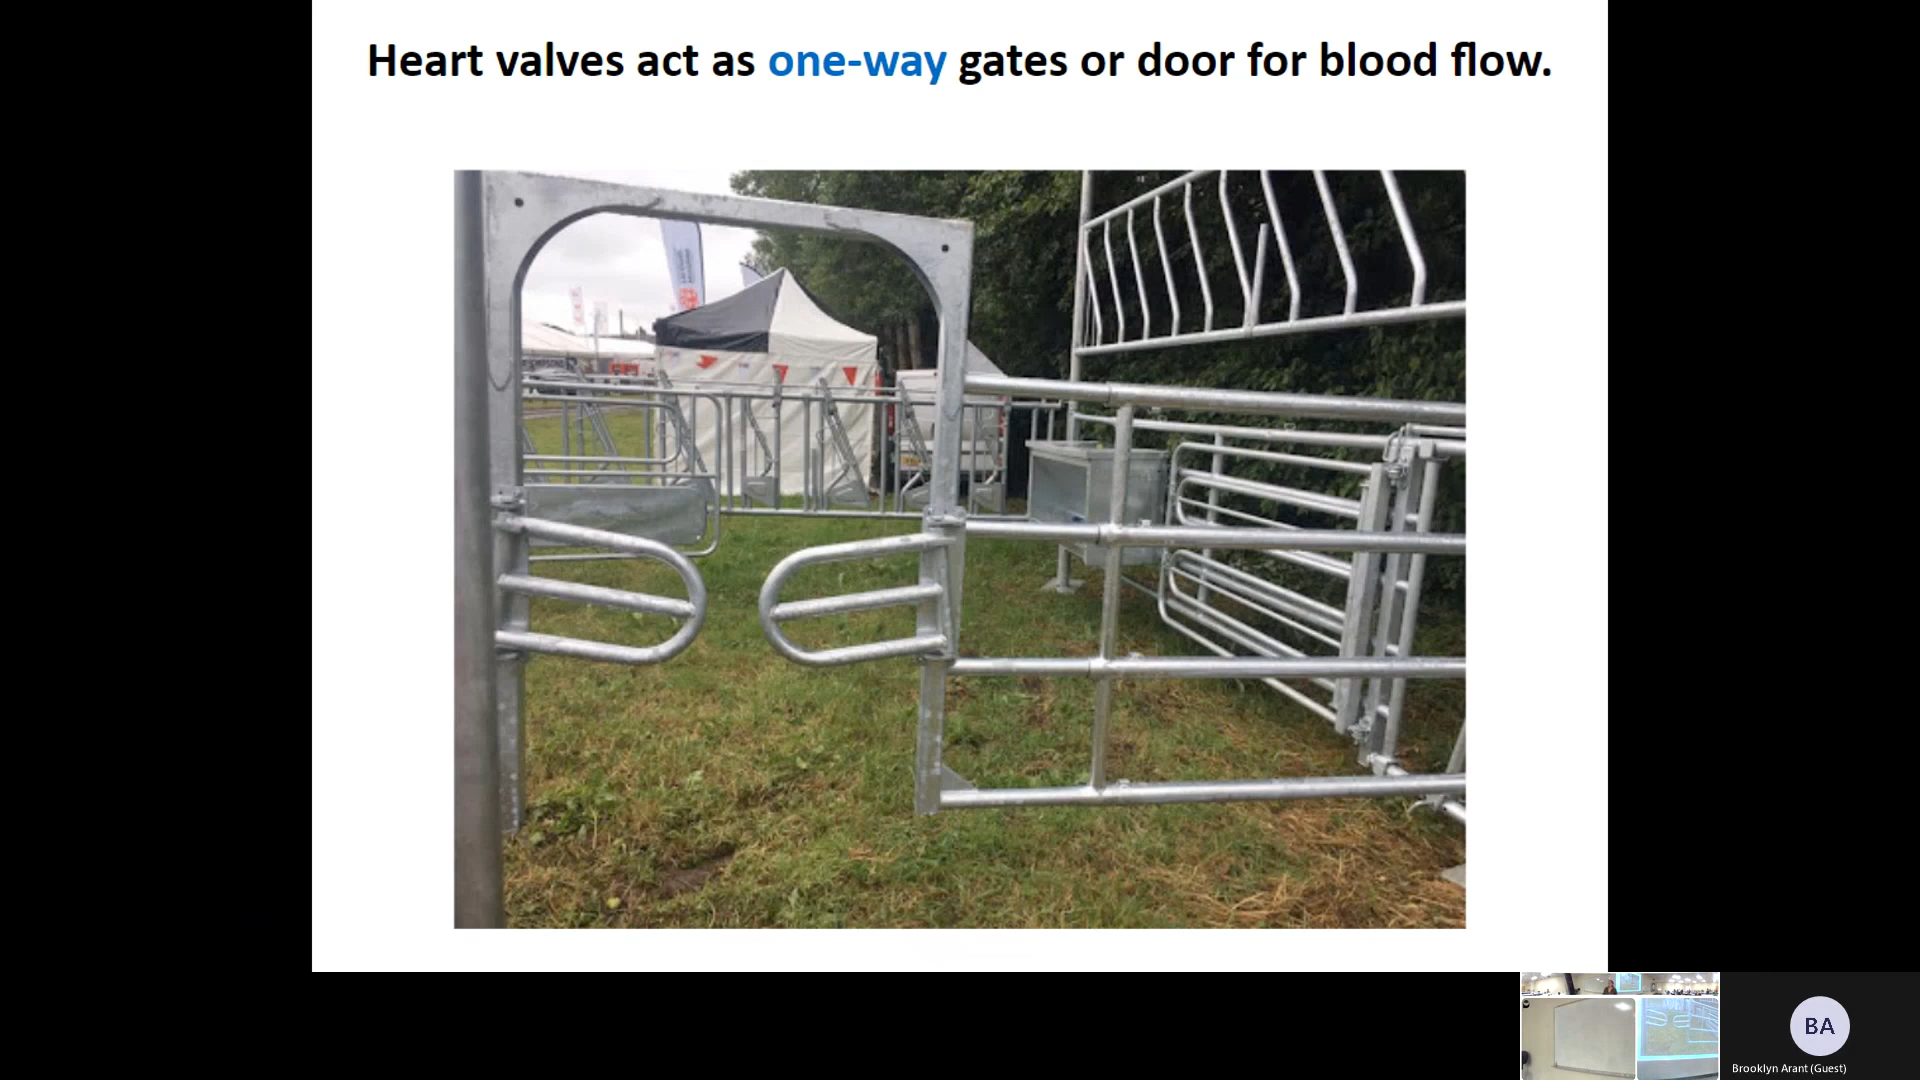 Heart valves act as one-way gates or door for blood flow.
BA
Brooklyn Arant (Guest)